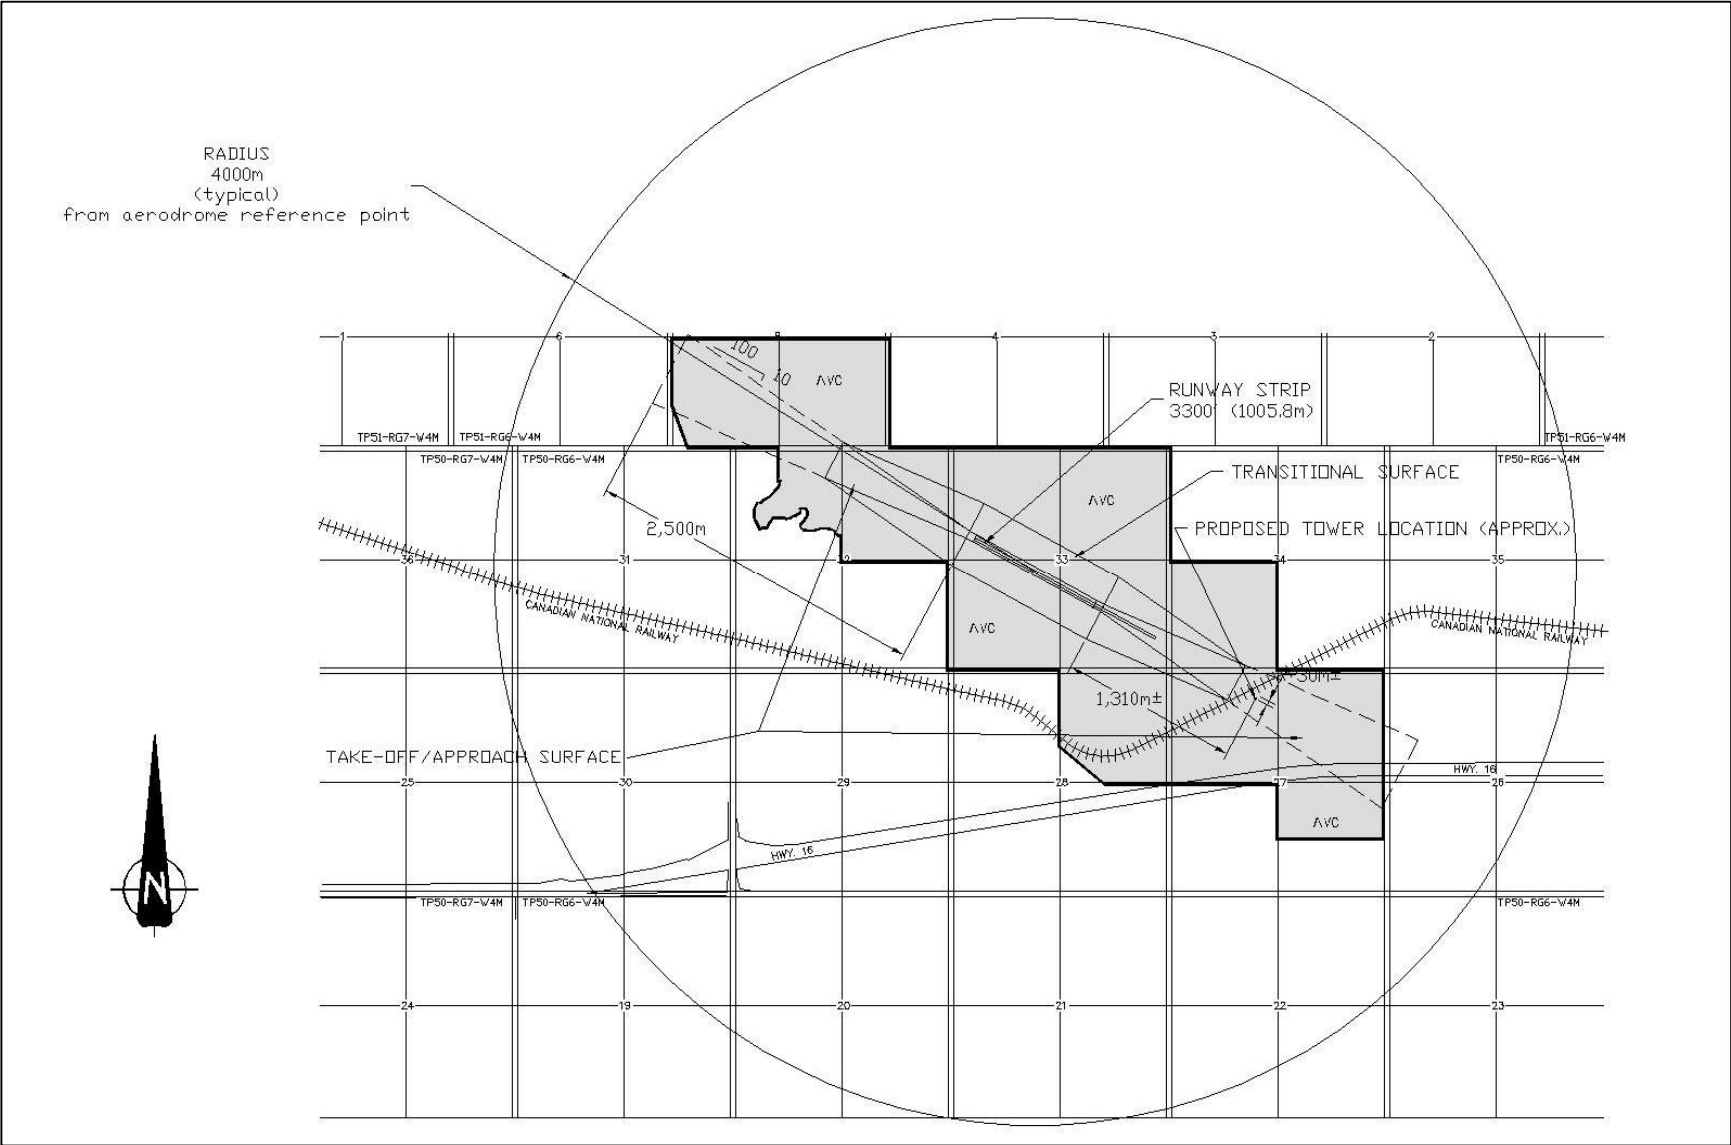 RADIUS
4000m
(typical)
from aerodrome reference point
1
6
5
4
3
2
100
10
AVC
RUNWAY STRIP
3300' (1005.8m)
TP51-RG7-W4M
TP51-RG6-W4M
TP51-RG6-W4M
TP50-RG7-W4M
TP50-RG6-W4M
TP50-RG6-W4M
TRANSITIONAL SURFACE
AVC
2,500m
PROPOSED TOWER LOCATION (APPROX.)
36
31
32
33
34
35
CANADIAN NATIONAL RAILWAY
AVC
CANADIAN NATIONAL RAILWAY
30M±
1,310m±
TAKE-OFF/APPROACH SURFACE
HWY. 16
25
30
29
28
27
26
AVC
HWY. 16
N
TP50-RG7-W4M
TP50-RG6-W4M
TP50-RG6-W4M
24
19
20
21
22
23